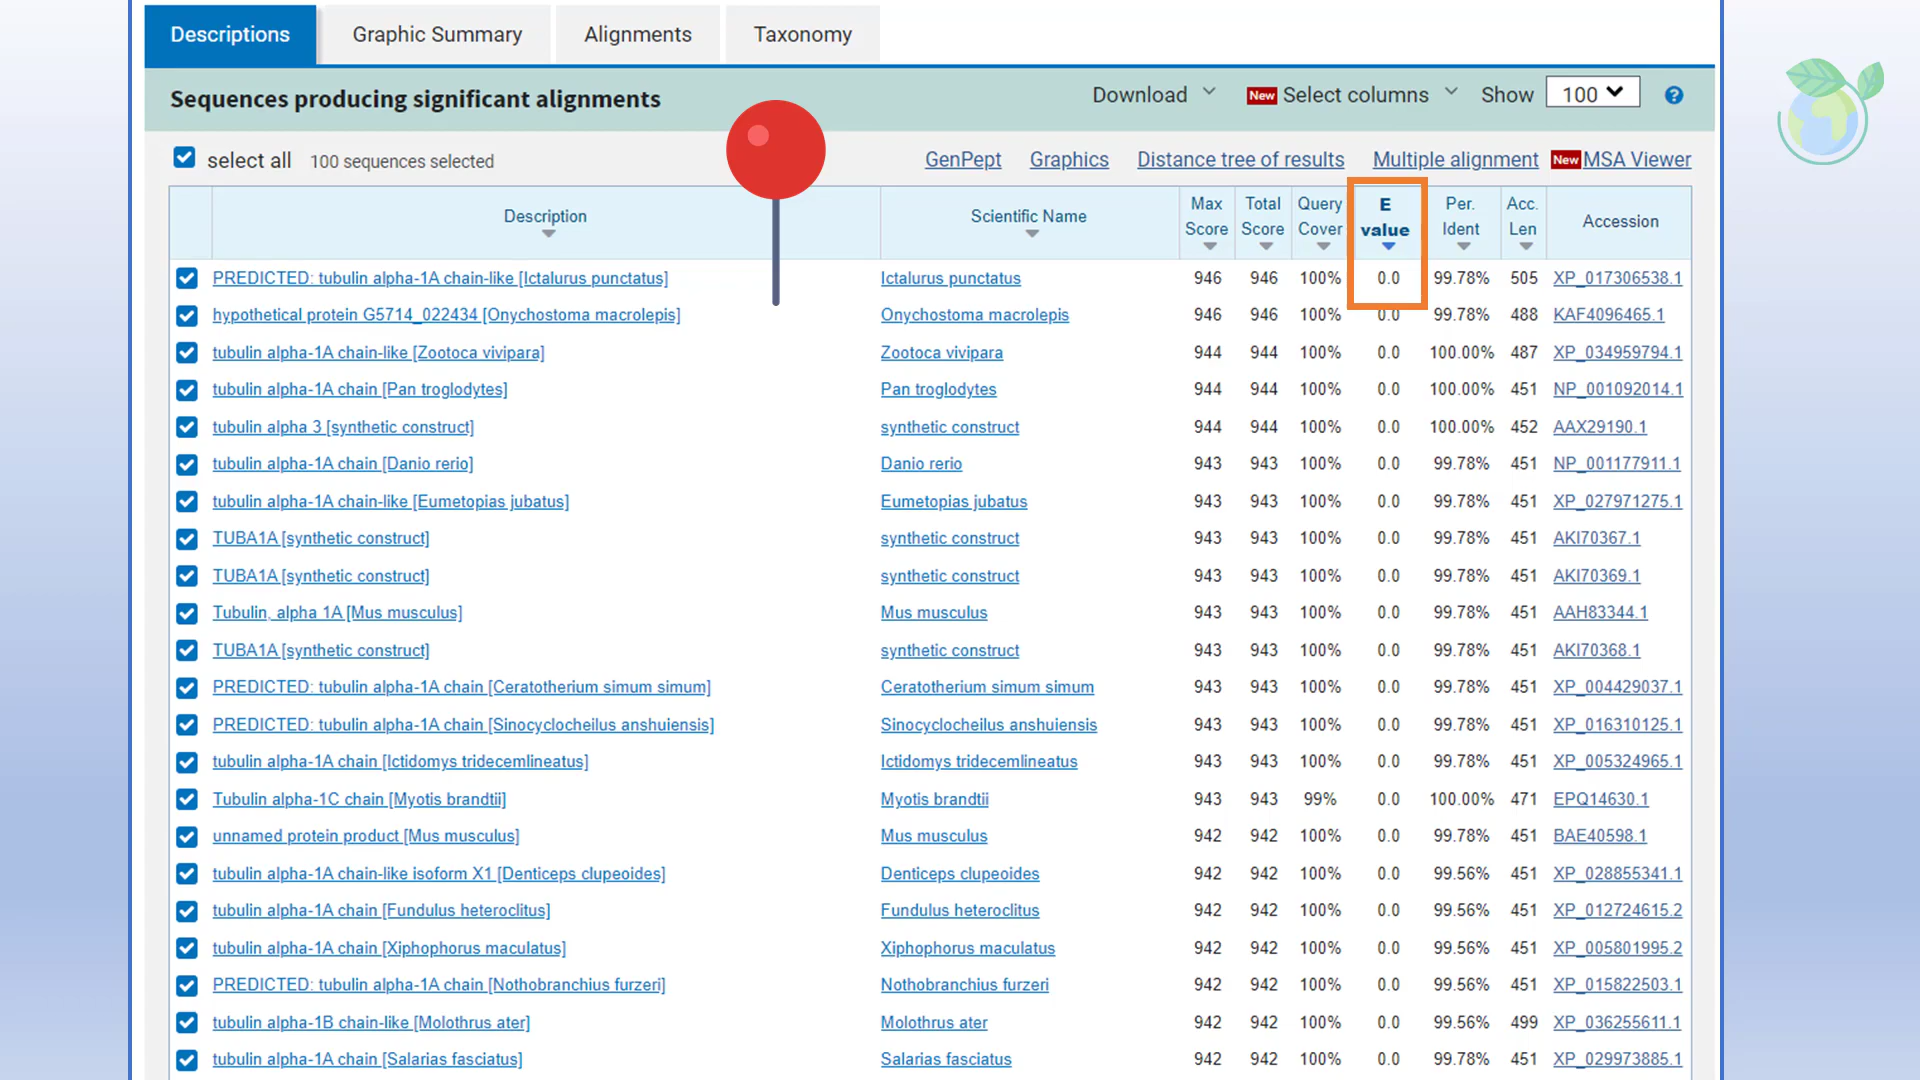 Descriptions Graphic Summary Alignments Taxonomy
Sequences producing significant alignments Download New Select columns Show 100 ?
select all 100 sequences selected GenPept Graphics Distance tree of results Multiple alignment New MSA Viewer
Description Scientific Name Max Score Total Score Query Cover E value Per. Ident Acc. Len Accession
PREDICTED: tubulin alpha-1A chain-like [Ictalurus punctatus] Ictalurus punctatus 946 946 100% 0.0 99.78% 505 XP_017306538.1
hypothetical protein G5714_022434 [Onychostoma macrolepis] Onychostoma macrolepis 946 946 100% 0.0 99.78% 488 KAF4096465.1
tubulin alpha-1A chain-like [Zootoca vivipara] Zootoca vivipara 944 944 100% 0.0 100.00% 487 XP_034959794.1
tubulin alpha-1A chain [Pan troglodytes] Pan troglodytes 944 944 100% 0.0 100.00% 451 NP_001092014.1
tubulin alpha 3 [synthetic construct] synthetic construct 944 944 100% 0.0 100.00% 452 AAX29190.1
tubulin alpha-1A chain [Danio rerio] Danio rerio 943 943 100% 0.0 99.78% 451 NP_001177911.1
tubulin alpha-1A chain-like [Eumetopias jubatus] Eumetopias jubatus 943 943 100% 0.0 99.78% 451 XP_027971275.1
TUBA1A [synthetic construct] synthetic construct 943 943 100% 0.0 99.78% 451 AKI70367.1
TUBA1A [synthetic construct] synthetic construct 943 943 100% 0.0 99.78% 451 AKI70369.1
Tubulin, alpha 1A [Mus musculus] Mus musculus 943 943 100% 0.0 99.78% 451 AAH83344.1
TUBA1A [synthetic construct] synthetic construct 943 943 100% 0.0 99.78% 451 AKI70368.1
PREDICTED: tubulin alpha-1A chain [Ceratotherium simum simum] Ceratotherium simum simum 943 943 100% 0.0 99.78% 451 XP_004429037.1
PREDICTED: tubulin alpha-1A chain [Sinocyclocheilus anshuiensis] Sinocyclocheilus anshuiensis 943 943 100% 0.0 99.78% 451 XP_016310125.1
tubulin alpha-1A chain [Ictidomys tridecemlineatus] Ictidomys tridecemlineatus 943 943 100% 0.0 99.78% 451 XP_005324965.1
Tubulin alpha-1C chain [Myotis brandtii] Myotis brandtii 943 943 99% 0.0 100.00% 471 EPQ14630.1
unnamed protein product [Mus musculus] Mus musculus 942 942 100% 0.0 99.78% 451 BAE40598.1
tubulin alpha-1A chain-like isoform X1 [Denticeps clupeoides] Denticeps clupeoides 942 942 100% 0.0 99.56% 451 XP_028855341.1
tubulin alpha-1A chain [Fundulus heteroclitus] Fundulus heteroclitus 942 942 100% 0.0 99.56% 451 XP_012724615.2
tubulin alpha-1A chain [Xiphophorus maculatus] Xiphophorus maculatus 942 942 100% 0.0 99.56% 451 XP_005801995.2
PREDICTED: tubulin alpha-1A chain [Nothobranchius furzeri] Nothobranchius furzeri 942 942 100% 0.0 99.56% 451 XP_015822503.1
tubulin alpha-1B chain-like [Molothrus ater] Molothrus ater 942 942 100% 0.0 99.56% 499 XP_036255611.1
tubulin alpha-1A chain [Salarias fasciatus] Salarias fasciatus 942 942 100% 0.0 99.78% 451 XP_029973885.1